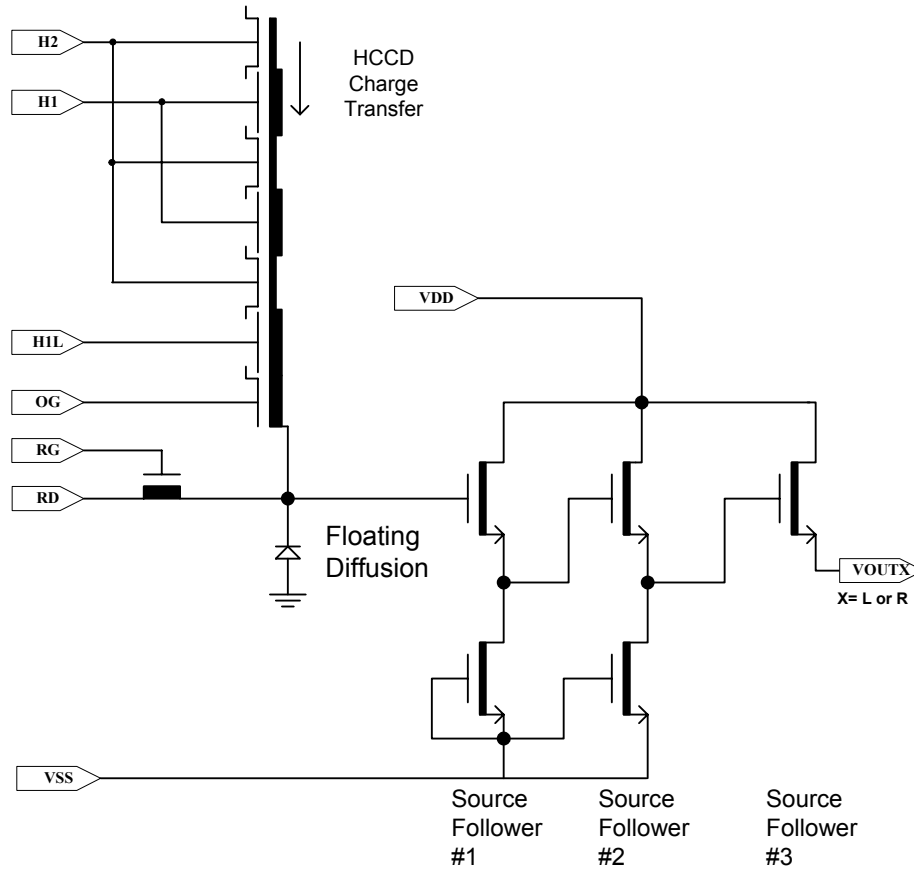 H2
HCCD
Charge
Transfer
H1
VDD
H1L
OG
RG
RD
Floating
Diffusion
VOUTX
X= L or R
VSS
Source
Follower
#1
Source
Follower
#2
Source
Follower
#3